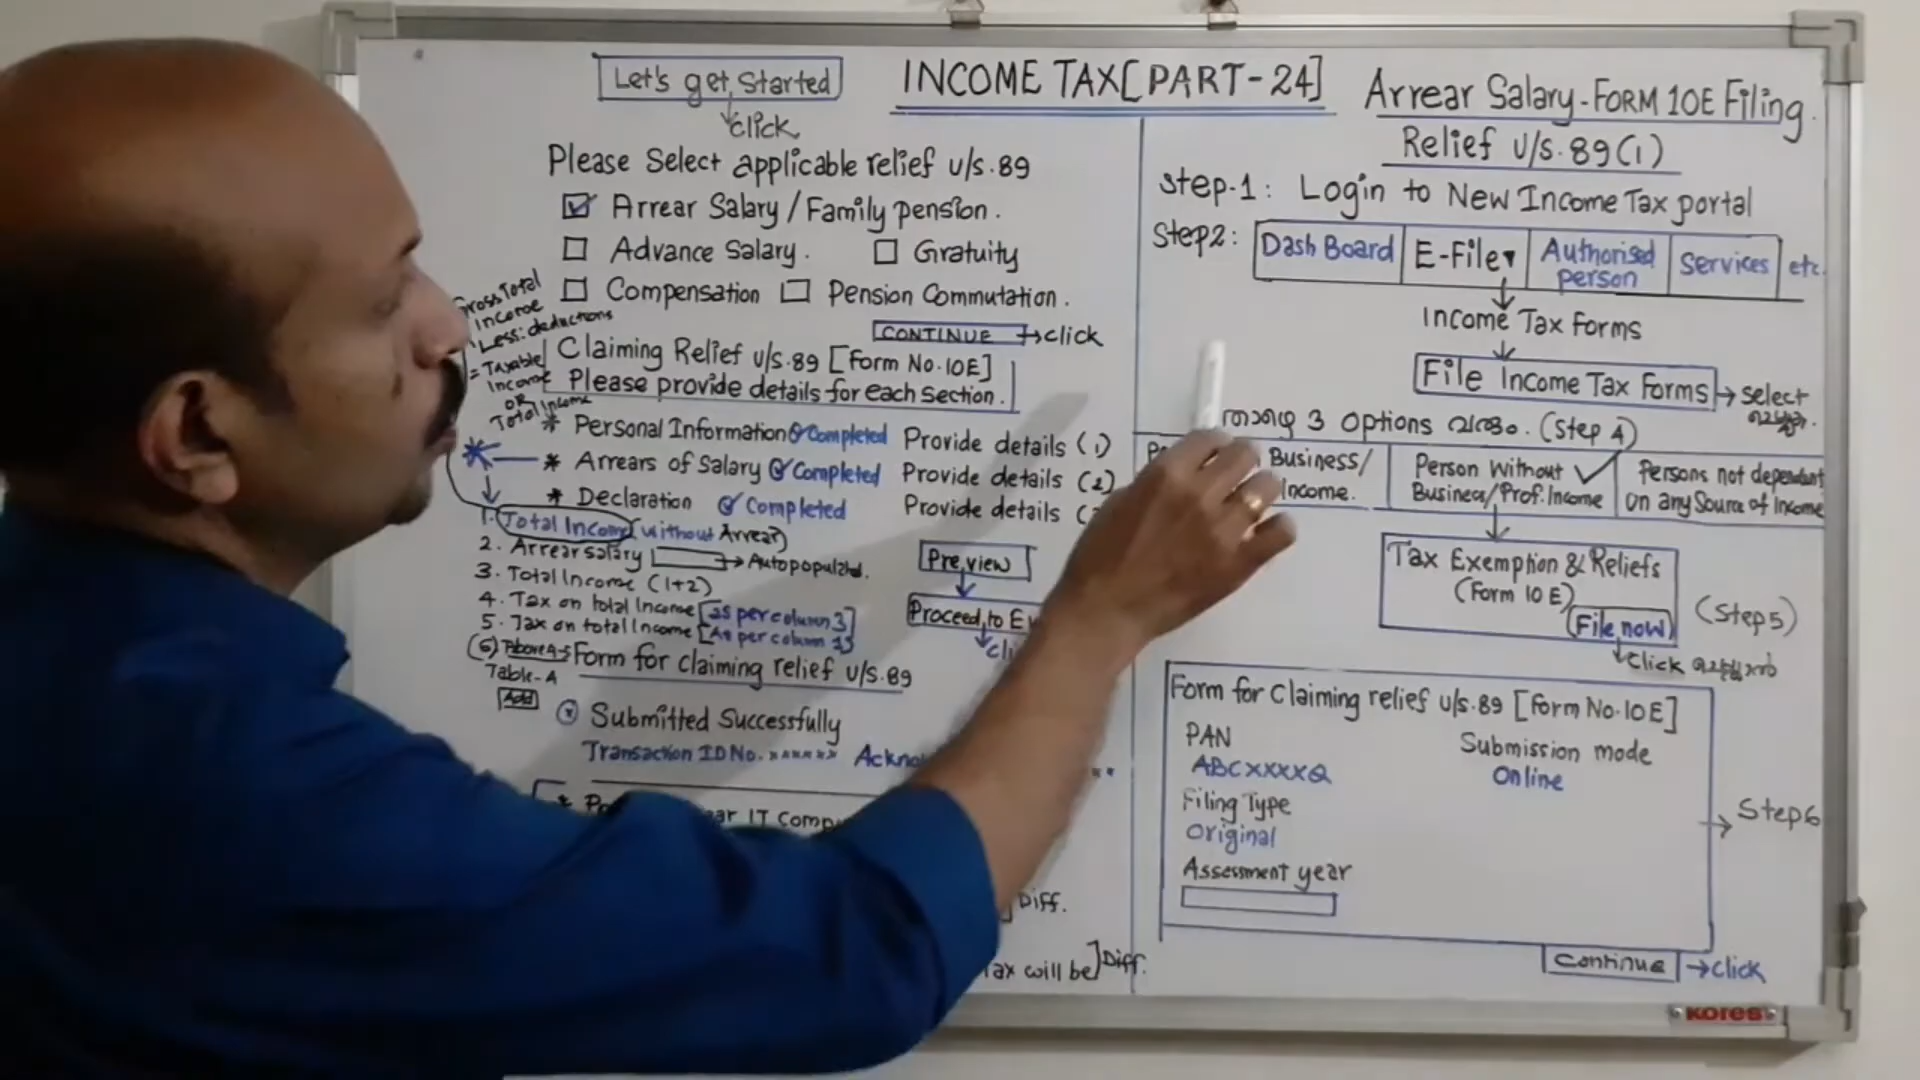 INCOME TAX [PART-24]
Let's get Started
click
Please Select applicable relief u/s.89
Arrear Salary/Family pension.
Advance Salary. Gratuity
Compensation Pension Commutation.
CONTINUE click
Gross Total
Income
Less: deductions
= Taxable
Income
OR
Total Income
Claiming Relief u/s.89 [Form No.10E]
Please provide details for each Section.
* Personal Information Completed Provide details (1)
* Arrears of Salary Completed Provide details (2)
* Declaration Completed Provide details
1. Total Income (without Arrear)
2. Arrear salary Autopopulated.
3. Total Income (1+2)
4. Tax on total Income [as per column 3]
5. Tax on total Income [As per column 1]
(6)
Table-A
Add
Preview
Proceed to
Form for claiming relief u/s.89
Submitted Successfully
Transaction ID No. xxxxxx
IT
Diff.
Tax will be] Diff.
Arrear Salary-FORM 10E Filing.
Relief u/s.89(1)
Step-1: Login to New Income Tax portal
Step2: Dash Board E-File▾ Authorised person Services etc.
Income Tax Forms
File Income Tax Forms select
3 Options (Step 4)
Business/
Income.
Person Without
Business/Prof.Income
Persons not dependant
on any Source of Income
Tax Exemption & Reliefs
(Form 10 E)
File now
(Step5)
click
Form for Claiming relief u/s.89 [Form No.10E]
PAN Submission mode
ABCXXXXQ Online
Filing Type
Original
Step6
Assessment year
Continue click
kores